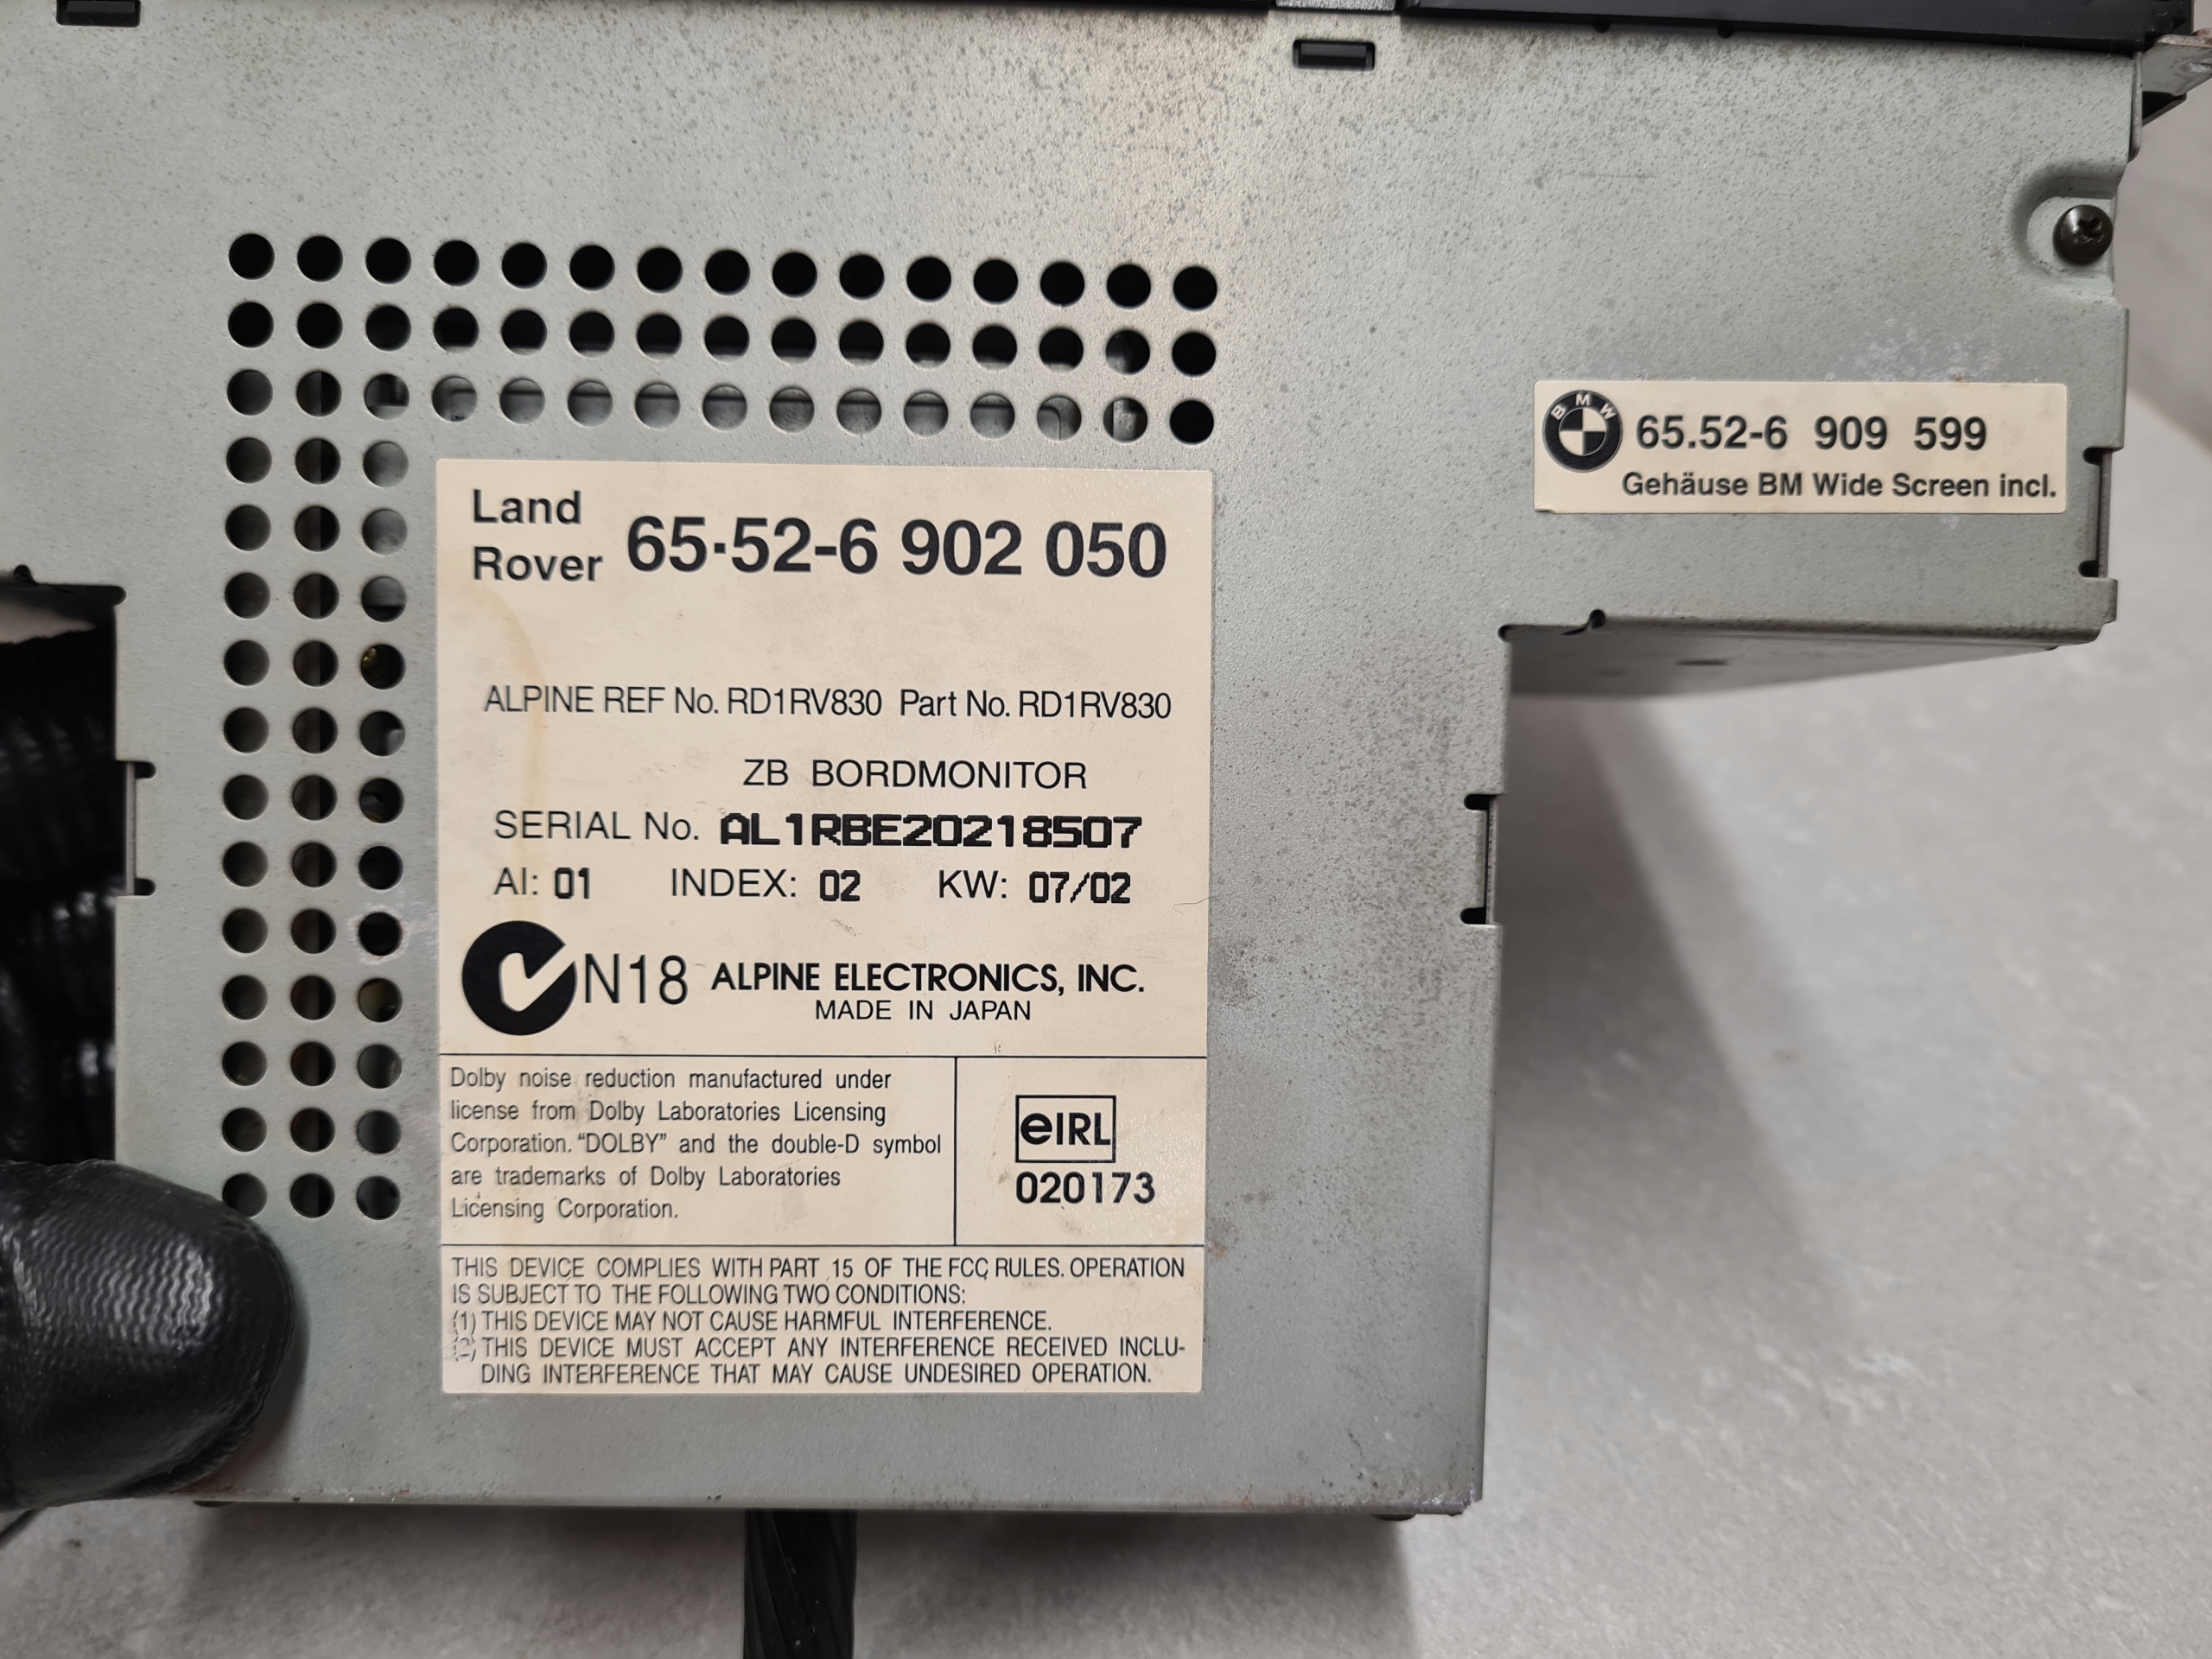 Land
Rover 65·52-6 902 050
ALPINE REF No. RD1RV830 Part No. RD1RV830
ZB BORDMONITOR
SERIAL No. AL1RBE20218507
AI: 01 INDEX: 02 KW: 07/02
N18 ALPINE ELECTRONICS, INC.
MADE IN JAPAN
Dolby noise reduction manufactured under
license from Dolby Laboratories Licensing
Corporation. “DOLBY” and the double-D symbol
are trademarks of Dolby Laboratories
Licensing Corporation.
eIRL
020173
THIS DEVICE COMPLIES WITH PART 15 OF THE FCC RULES. OPERATION
IS SUBJECT TO THE FOLLOWING TWO CONDITIONS:
(1) THIS DEVICE MAY NOT CAUSE HARMFUL INTERFERENCE.
(2) THIS DEVICE MUST ACCEPT ANY INTERFERENCE RECEIVED INCLU-
DING INTERFERENCE THAT MAY CAUSE UNDESIRED OPERATION.
BMW 65.52-6 909 599
Gehäuse BM Wide Screen incl.